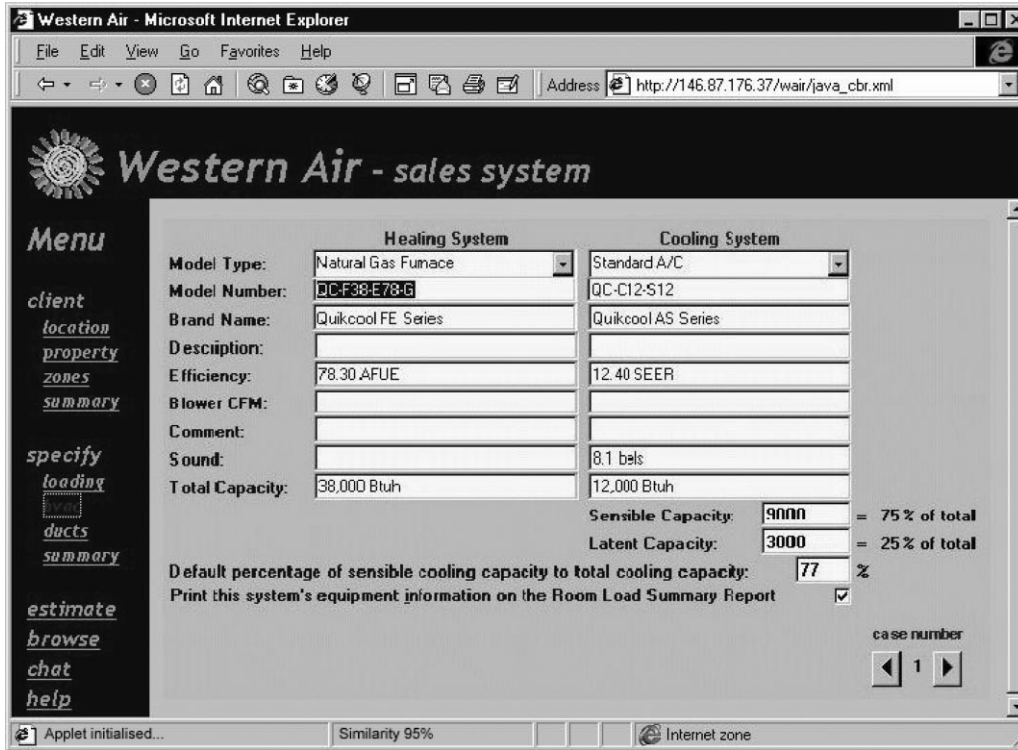 Western Air - Microsoft Internet Explorer
File Edit View Go Favorites Help
Address http://146.87.176.37/wair/java_cbr.xml
Western Air - sales system
Menu
client
location
property
zones
summary
specify
loading
hvac
ducts
summary
estimate
browse
chat
help
Heating System Cooling System
Model Type: Natural Gas Furnace Standard A/C
Model Number: QC-F38-E78-G QC-C12-S12
Brand Name: Quikcool FE Series Quikcool AS Series
Description:
Efficiency: 78.30 AFUE 12.40 SEER
Blower CFM:
Comment:
Sound: 8.1 bels
Total Capacity: 38,000 Btuh 12,000 Btuh
Sensible Capacity: 9000 = 75% of total
Latent Capacity: 3000 = 25% of total
Default percentage of sensible cooling capacity to total cooling capacity: 77 %
Print this system's equipment information on the Room Load Summary Report
case number
1
Applet initialised... Similarity 95% Internet zone